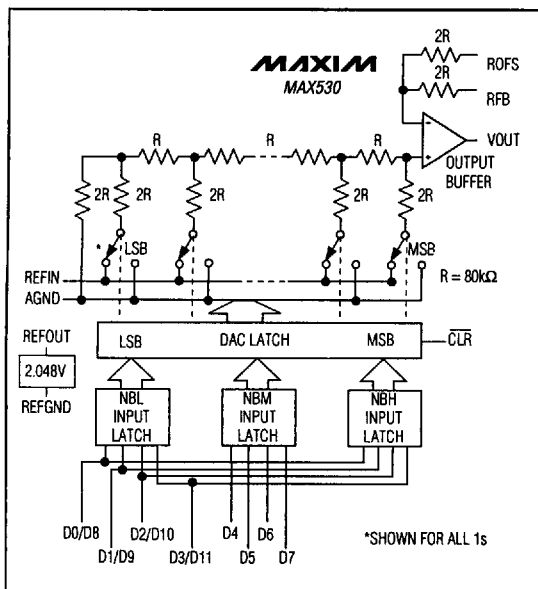 MAXIM
MAX530
2R
ROFS
2R
RFB
VOUT
OUTPUT
BUFFER
R
R
R
2R
2R
2R
2R
2R
* LSB
MSB
REFIN
AGND
R = 80kΩ
REFOUT
2.048V
REFGND
LSB
DAC LATCH
MSB
CLR
NBL
INPUT
LATCH
NBM
INPUT
LATCH
NBH
INPUT
LATCH
D0/D8
D1/D9
D2/D10
D3/D11
D4
D5
D6
D7
*SHOWN FOR ALL 1s